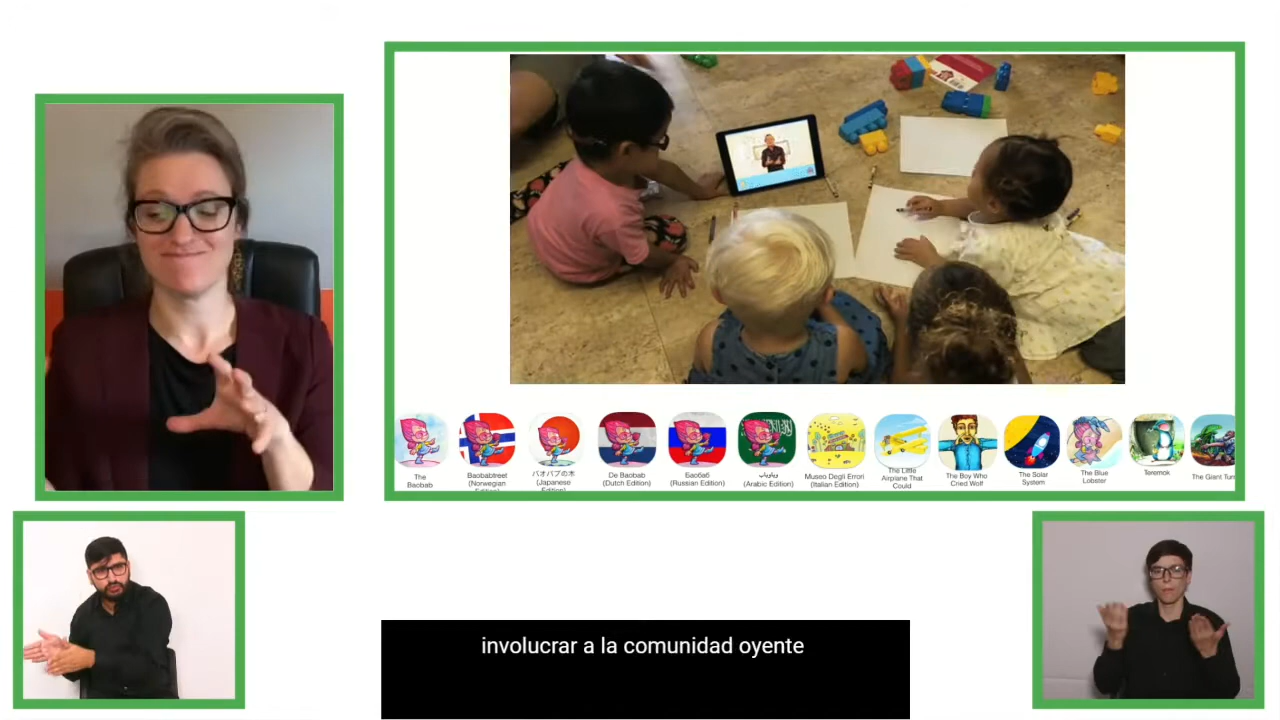 The
Baobab
Baobabtreet
(Norwegian
Edition)
バオバブの木
(Japanese
Edition)
De Baobab
(Dutch Edition)
Баобаб
(Russian Edition)
(Arabic Edition)
Museo Degli Errori
(Italian Edition)
The Little
Airplane That
Could
The Boy Who
Cried Wolf
The Solar
System
The Blue
Lobster
Teremok
The Giant Tur
involucrar a la comunidad oyente